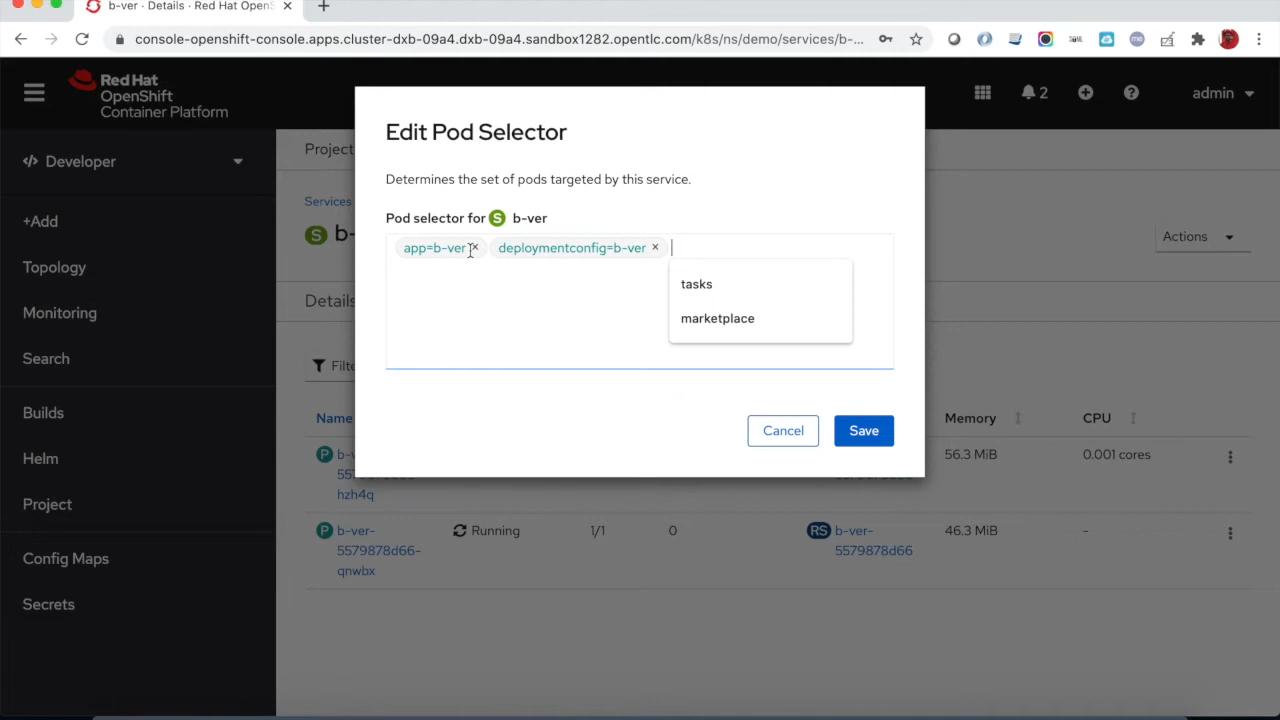 b-ver · Details · Red Hat Open
console-openshift-console.apps.cluster-dxb-09a4.dxb-09a4.sandbox1282.opentlc.com/k8s/ns/demo/services/b-...
Red Hat
OpenShift
Container Platform
2
admin
Developer
+Add
Topology
Monitoring
Search
Builds
Helm
Project
Config Maps
Secrets
Project
Services
S b-
Actions
Details
Filte
Name
Memory
CPU
P b-
hzh4q
56.3 MiB
0.001 cores
P b-ver-
5579878d66-
qnwbx
Running
1/1
0
RS b-ver-
5579878d66
46.3 MiB
-
Edit Pod Selector
Determines the set of pods targeted by this service.
Pod selector for S b-ver
app=b-ver × deploymentconfig=b-ver ×
tasks
marketplace
Cancel
Save